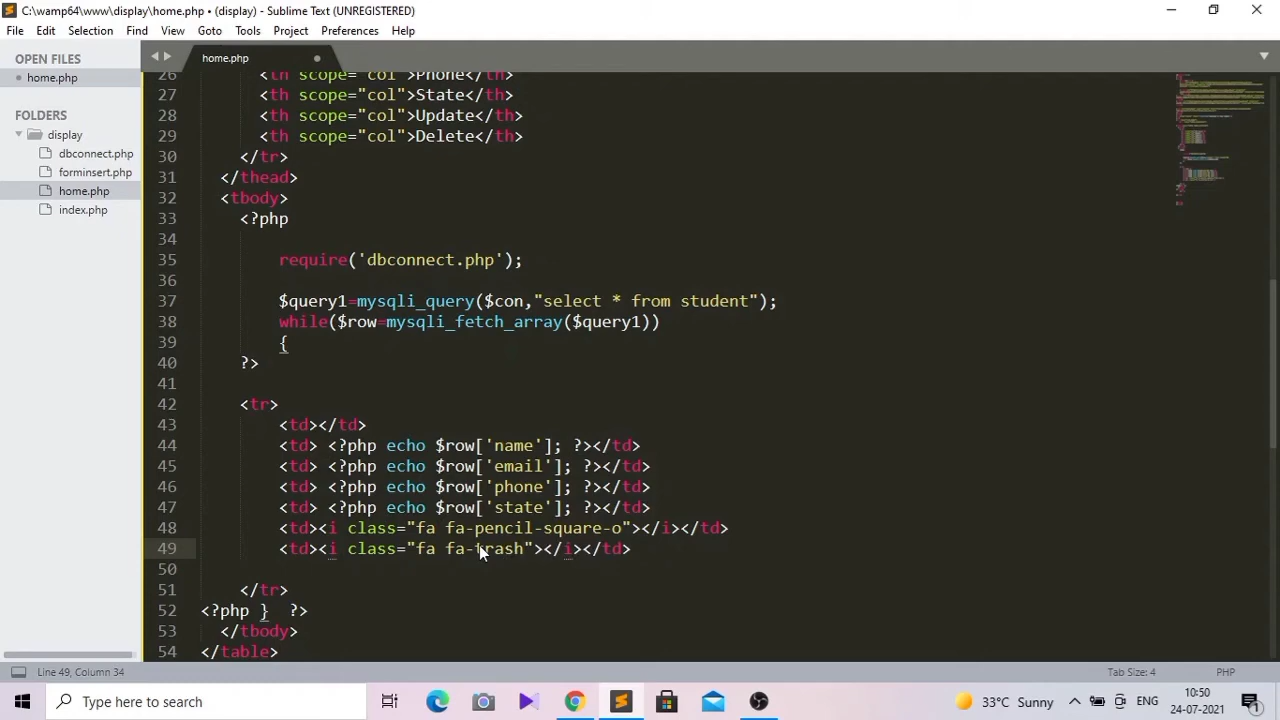 C:\wamp64\www\display\home.php • (display) - Sublime Text (UNREGISTERED)
File Edit Selection Find View Goto Tools Project Preferences Help
OPEN FILES
home.php
FOLDERS
display
dbconnect.php
forminsert.php
home.php
index.php
home.php
26 <th scope="col">Phone</th>
27 <th scope="col">State</th>
28 <th scope="col">Update</th>
29 <th scope="col">Delete</th>
30 </tr>
31 </thead>
32 <tbody>
33 <?php
34
35 require('dbconnect.php');
36
37 $query1=mysqli_query($con,"select * from student");
38 while($row=mysqli_fetch_array($query1))
39 {
40 ?>
41
42 <tr>
43 <td></td>
44 <td> <?php echo $row['name']; ?></td>
45 <td> <?php echo $row['email']; ?></td>
46 <td> <?php echo $row['phone']; ?></td>
47 <td> <?php echo $row['state']; ?></td>
48 <td><i class="fa fa-pencil-square-o"></i></td>
49 <td><i class="fa fa-trash"></i></td>
50
51 </tr>
52 <?php } ?>
53 </tbody>
54 </table>
Line 49, Column 34
Tab Size: 4
PHP
Type here to search
33°C Sunny
ENG
10:50
24-07-2021
1